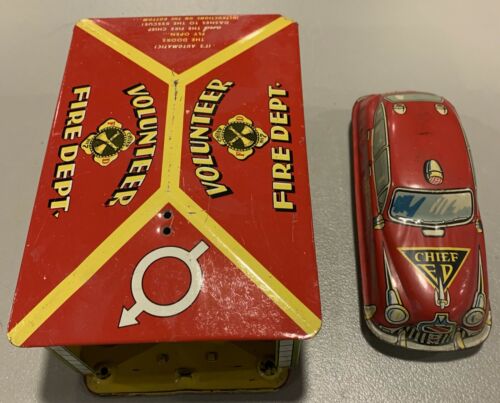 IT'S AUTOMATIC!
THE DOORS
FLY OPEN...
and THE FIRE CHIEF
DASHES TO THE RESCUE!
INSTRUCTIONS ON THE BOTTOM...
VOLUNTEER
FIRE DEPT.
VOLUNTEER
FIRE DEPT.
CHIEF
FD